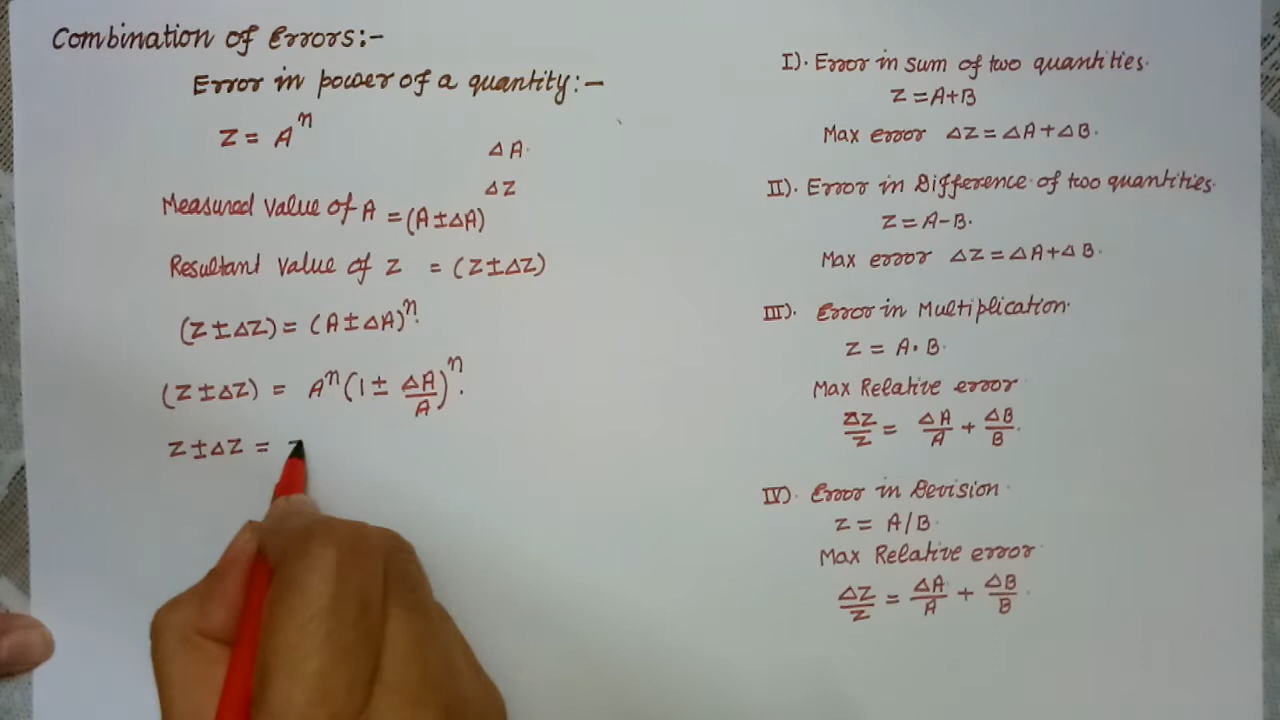 Combination of Errors:-
Error in power of a quantity:-
Z = Aⁿ
ΔA.
ΔZ
Measured Value of A = (A±ΔA)
Resultant Value of Z = (Z±ΔZ)
(Z±ΔZ) = (A±ΔA)ⁿ.
(Z±ΔZ) = Aⁿ(1± ΔA/A)ⁿ.
Z±ΔZ = Z
I). Error in sum of two quantities.
Z = A+B
Max error ΔZ = ΔA+ΔB.
II). Error in Difference of two quantities.
Z = A-B.
Max error ΔZ = ΔA+ΔB.
III). Error in Multiplication.
Z = A.B.
Max Relative error
ΔZ/Z = ΔA/A + ΔB/B.
IV). Error in Devision.
Z = A/B.
Max Relative error
ΔZ/Z = ΔA/A + ΔB/B.